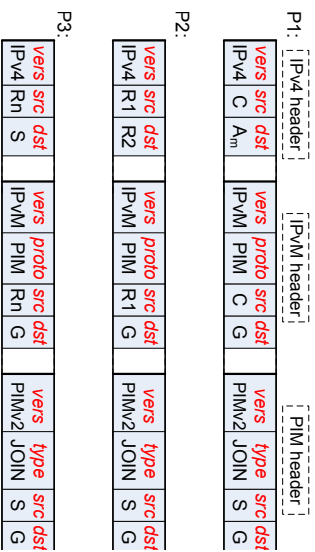 IPv4 header IPvM header PIM header
P1:
vers src dst vers proto src dst vers type src dst
IPv4 C Am IPvM PIM C G PIMv2 JOIN S G
P2:
vers src dst vers proto src dst vers type src dst
IPv4 R1 R2 IPvM PIM R1 G PIMv2 JOIN S G
P3:
vers src dst vers proto src dst vers type src dst
IPv4 Rn S IPvM PIM Rn G PIMv2 JOIN S G